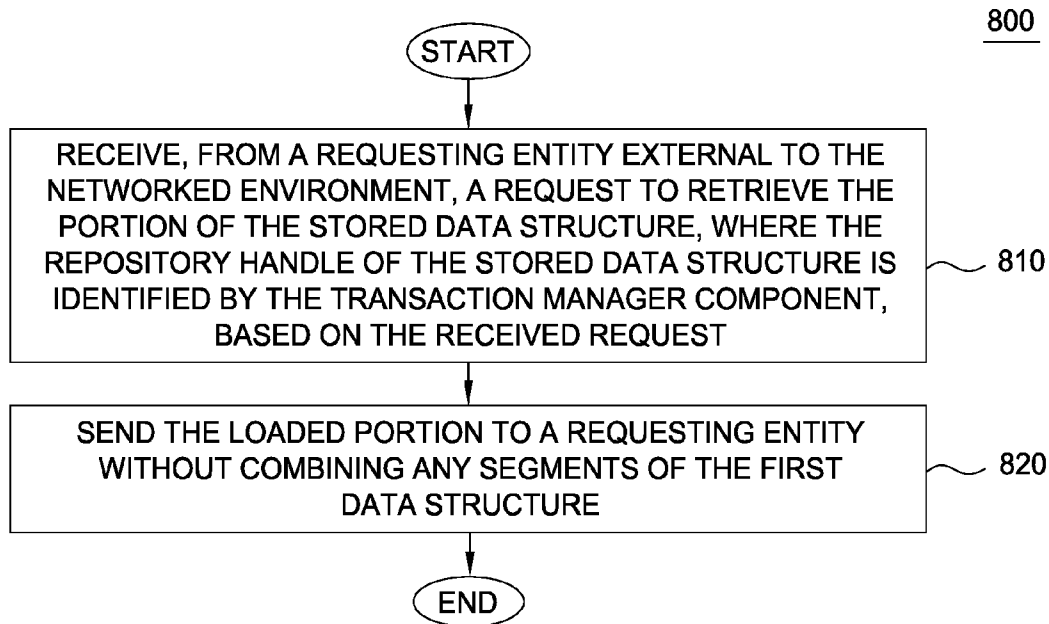 800
START
RECEIVE, FROM A REQUESTING ENTITY EXTERNAL TO THE
NETWORKED ENVIRONMENT, A REQUEST TO RETRIEVE THE
PORTION OF THE STORED DATA STRUCTURE, WHERE THE
REPOSITORY HANDLE OF THE STORED DATA STRUCTURE IS
IDENTIFIED BY THE TRANSACTION MANAGER COMPONENT,
BASED ON THE RECEIVED REQUEST
810
SEND THE LOADED PORTION TO A REQUESTING ENTITY
WITHOUT COMBINING ANY SEGMENTS OF THE FIRST
DATA STRUCTURE
820
END